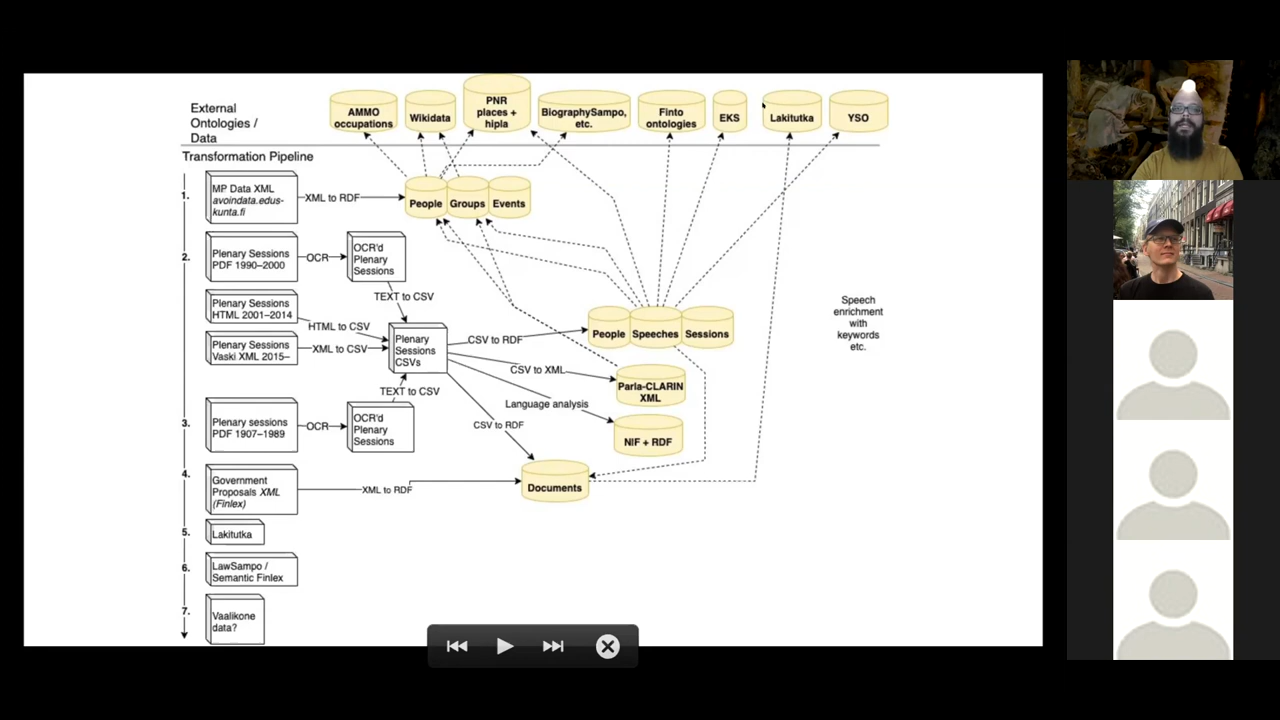 External
Ontologies /
Data
AMMO
occupations
Wikidata
PNR
places +
hipla
BiographySampo,
etc.
Finto
ontologies
EKS
Lakitutka
YSO
Transformation Pipeline
1.
MP Data XML
avoindata.edus-
kunta.fi
XML to RDF
People
Groups
Events
2.
Plenary Sessions
PDF 1990–2000
OCR
OCR'd
Plenary
Sessions
TEXT to CSV
Plenary Sessions
HTML 2001–2014
HTML to CSV
Plenary Sessions
Vaski XML 2015–
XML to CSV
Plenary
Sessions
CSVs
CSV to RDF
People
Speeches
Sessions
Speech
enrichment
with
keywords
etc.
CSV to XML
Parla-CLARIN
XML
TEXT to CSV
Language analysis
NIF + RDF
CSV to RDF
3.
Plenary sessions
PDF 1907–1989
OCR
OCR'd
Plenary
Sessions
4.
Government
Proposals XML
(Finlex)
XML to RDF
Documents
5.
Lakitutka
6.
LawSampo /
Semantic Finlex
7.
Vaalikone
data?